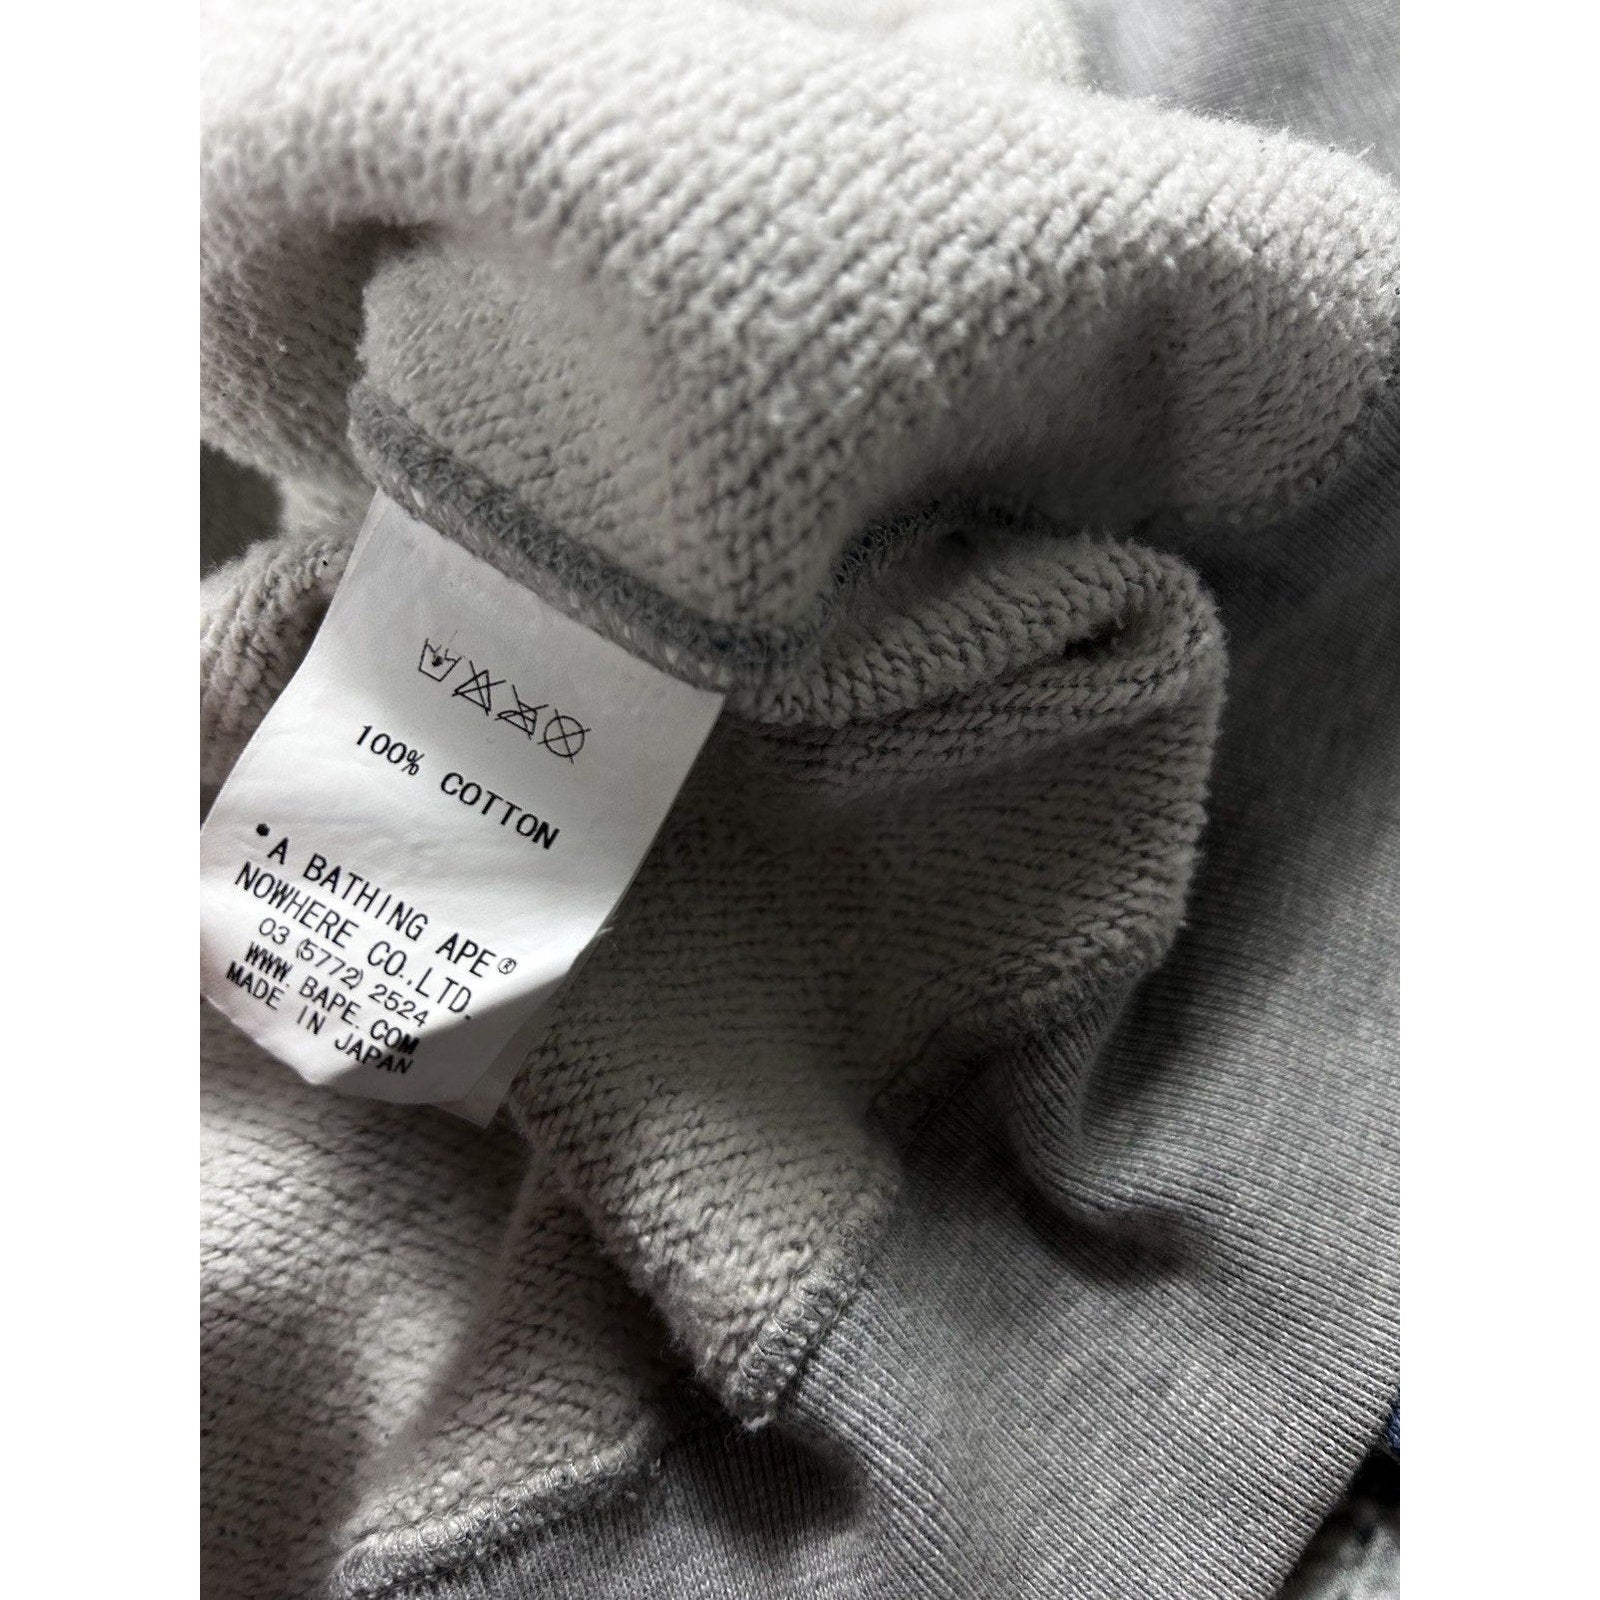 100% COTTON
•A BATHING APE®
NOWHERE CO.,LTD.
03 (5772) 2524
WWW.BAPE.COM
MADE IN JAPAN